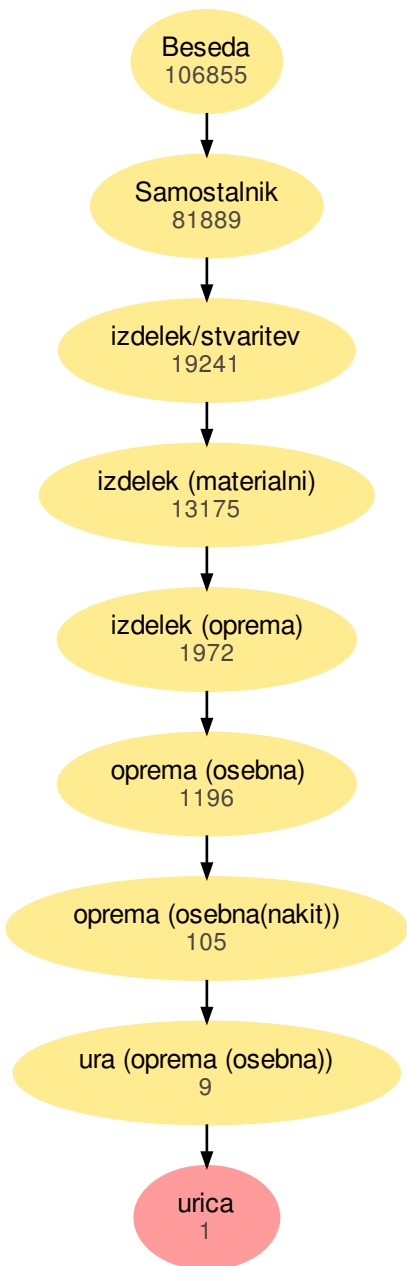 Beseda
106855
Samostalnik
81889
izdelek/stvaritev
19241
izdelek (materialni)
13175
izdelek (oprema)
1972
oprema (osebna)
1196
oprema (osebna(nakit))
105
ura (oprema (osebna))
9
urica
1